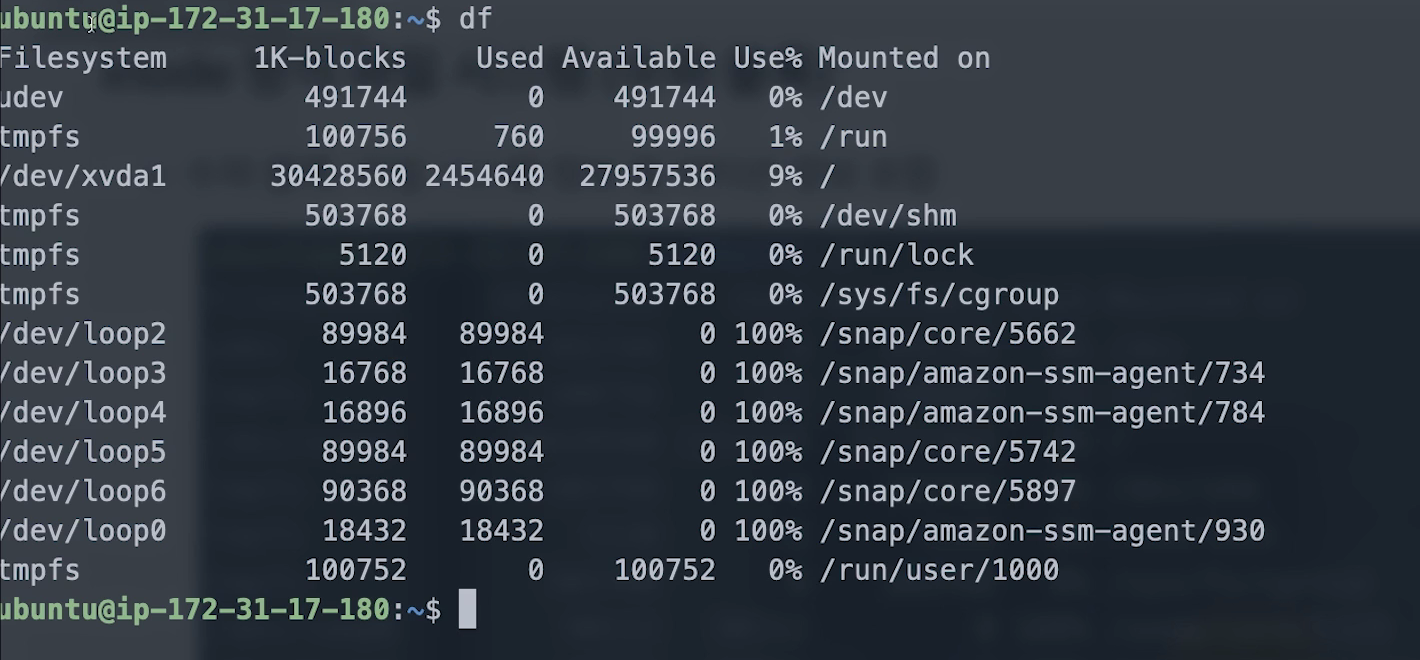 ubuntu@ip-172-31-17-180:~$ df
Filesystem     1K-blocks    Used Available Use% Mounted on
udev              491744       0    491744   0% /dev
tmpfs             100756     760     99996   1% /run
/dev/xvda1      30428560 2454640  27957536   9% /
tmpfs             503768       0    503768   0% /dev/shm
tmpfs               5120       0      5120   0% /run/lock
tmpfs             503768       0    503768   0% /sys/fs/cgroup
/dev/loop2         89984   89984         0 100% /snap/core/5662
/dev/loop3         16768   16768         0 100% /snap/amazon-ssm-agent/734
/dev/loop4         16896   16896         0 100% /snap/amazon-ssm-agent/784
/dev/loop5         89984   89984         0 100% /snap/core/5742
/dev/loop6         90368   90368         0 100% /snap/core/5897
/dev/loop0         18432   18432         0 100% /snap/amazon-ssm-agent/930
tmpfs             100752       0    100752   0% /run/user/1000
ubuntu@ip-172-31-17-180:~$